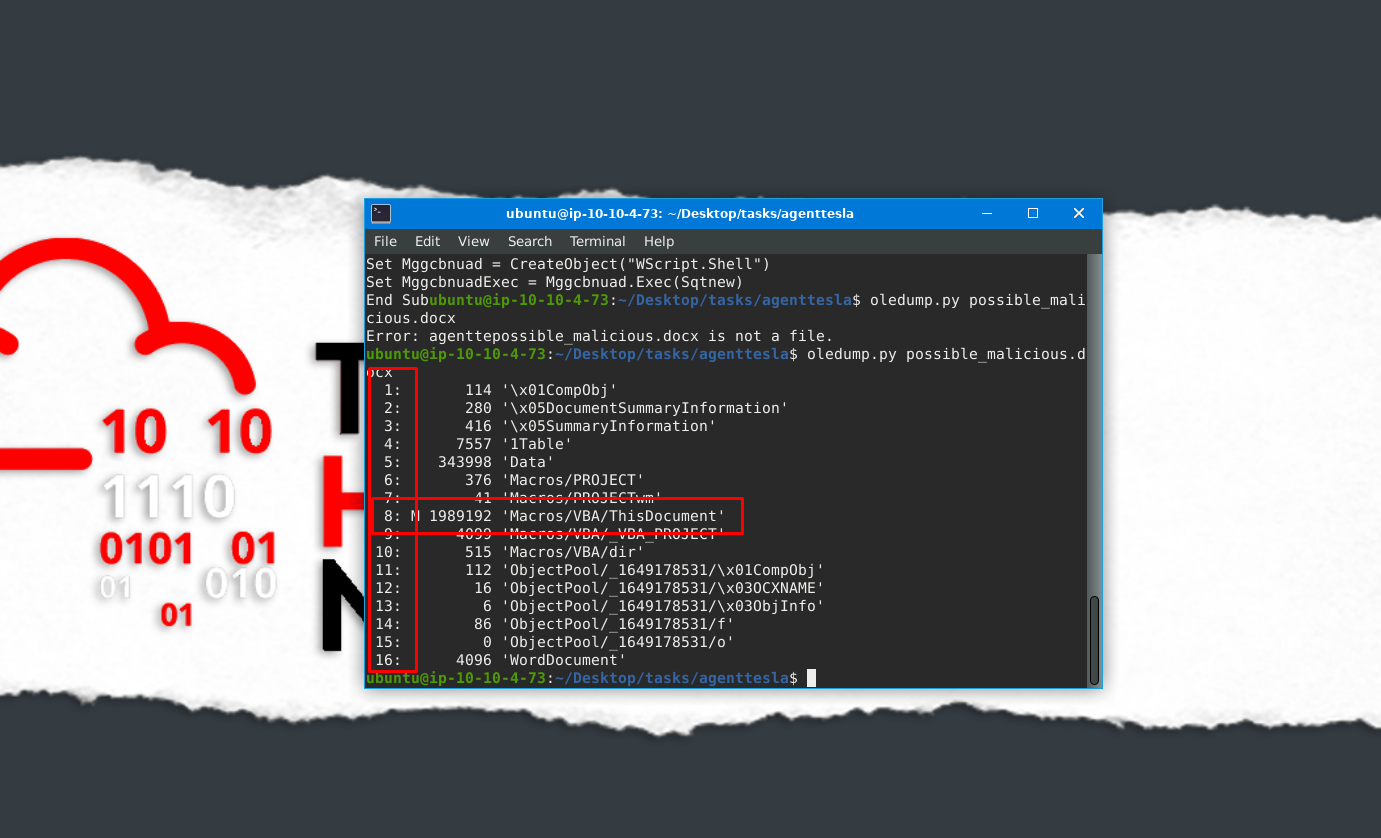 ubuntu@ip-10-10-4-73: ~/Desktop/tasks/agenttesla
File Edit View Search Terminal Help
Set Mggcbnuad = CreateObject("WScript.Shell")
Set MggcbnuadExec = Mggcbnuad.Exec(Sqtnew)
End Sububuntu@ip-10-10-4-73:~/Desktop/tasks/agenttesla$ oledump.py possible_mali
cious.docx
Error: agenttepossible_malicious.docx is not a file.
ubuntu@ip-10-10-4-73:~/Desktop/tasks/agenttesla$ oledump.py possible_malicious.d
ocx
1: 114 '\x01CompObj'
2: 280 '\x05DocumentSummaryInformation'
3: 416 '\x05SummaryInformation'
4: 7557 '1Table'
5: 343998 'Data'
6: 376 'Macros/PROJECT'
7: 41 'Macros/PROJECTwm'
8: M 1989192 'Macros/VBA/ThisDocument'
9: 4099 'Macros/VBA/_VBA_PROJECT'
10: 515 'Macros/VBA/dir'
11: 112 'ObjectPool/_1649178531/\x01CompObj'
12: 16 'ObjectPool/_1649178531/\x03OCXNAME'
13: 6 'ObjectPool/_1649178531/\x03ObjInfo'
14: 86 'ObjectPool/_1649178531/f'
15: 0 'ObjectPool/_1649178531/o'
16: 4096 'WordDocument'
ubuntu@ip-10-10-4-73:~/Desktop/tasks/agenttesla$
10 10
1110
0101 01
01 010
01
T
H
N